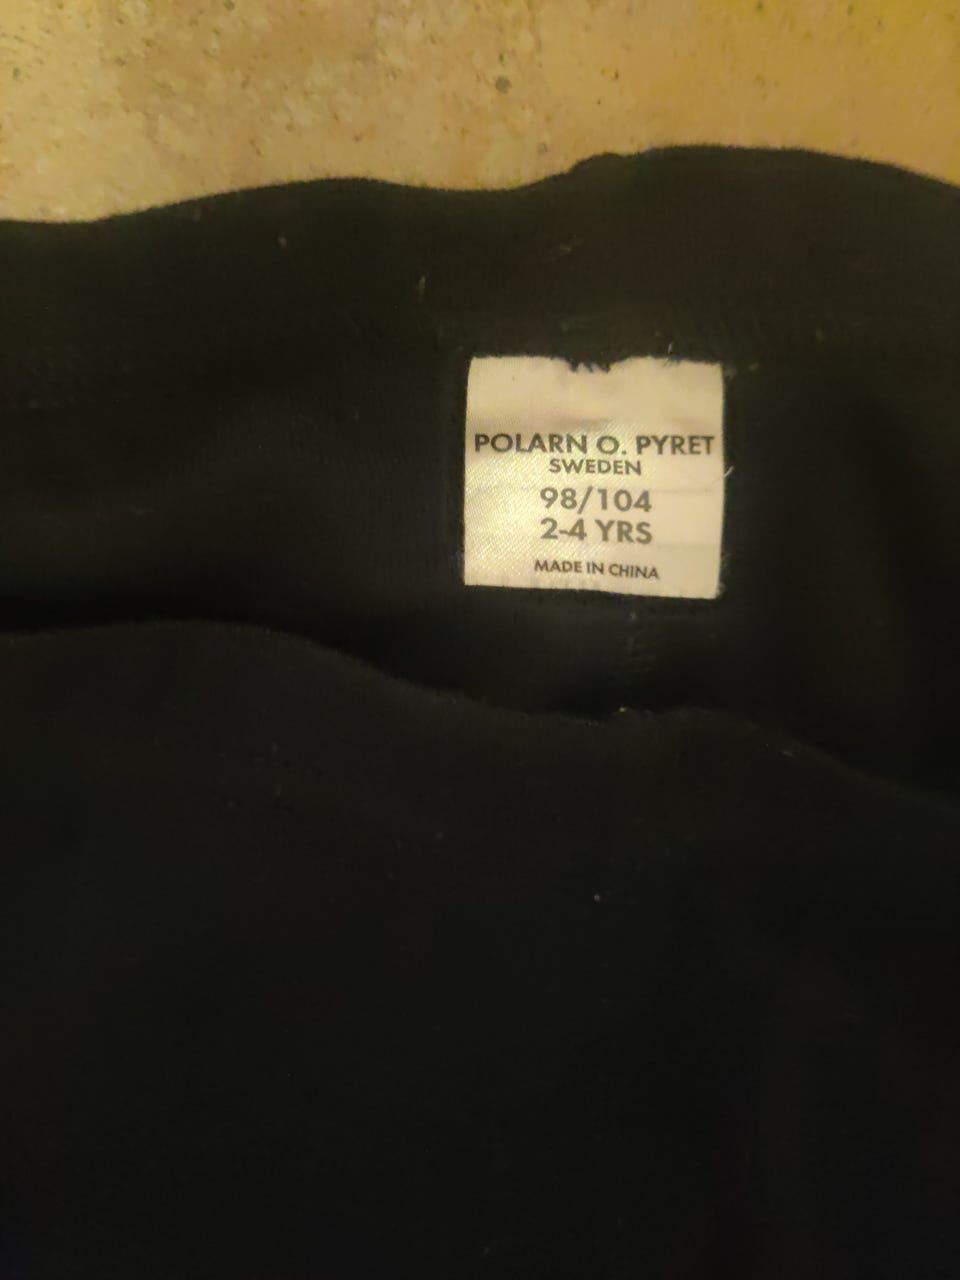 POLARN O. PYRET
SWEDEN
98/104
2-4 YRS
MADE IN CHINA